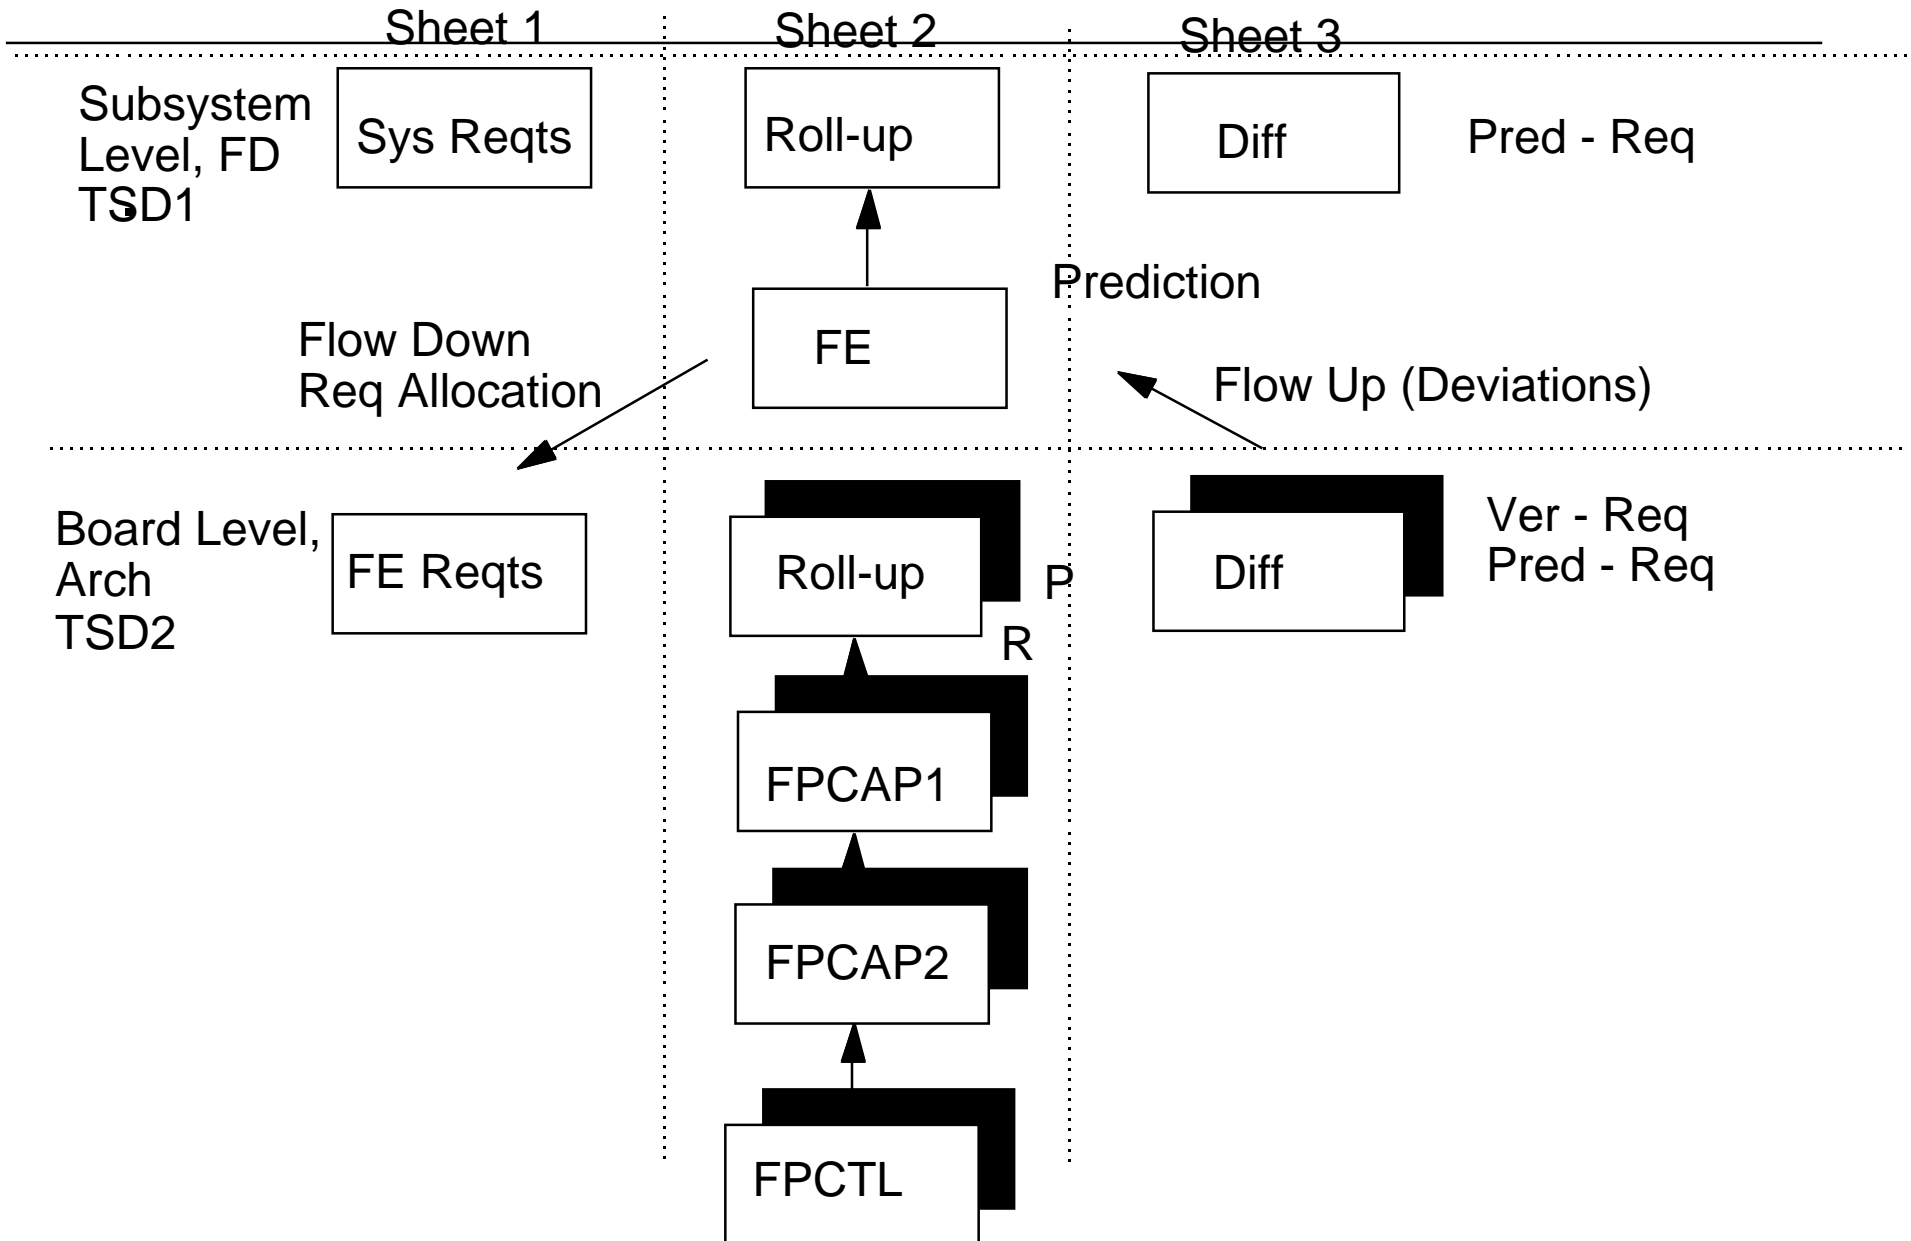 Sheet 1
Sheet 2
Sheet 3
Subsystem
Level, FD
TSD1
Sys Reqts
Roll-up
Diff
Pred - Req
Prediction
FE
Flow Down
Req Allocation
Flow Up (Deviations)
Board Level,
Arch
TSD2
FE Reqts
Roll-up
P
R
Diff
Ver - Req
Pred - Req
FPCAP1
FPCAP2
FPCTL